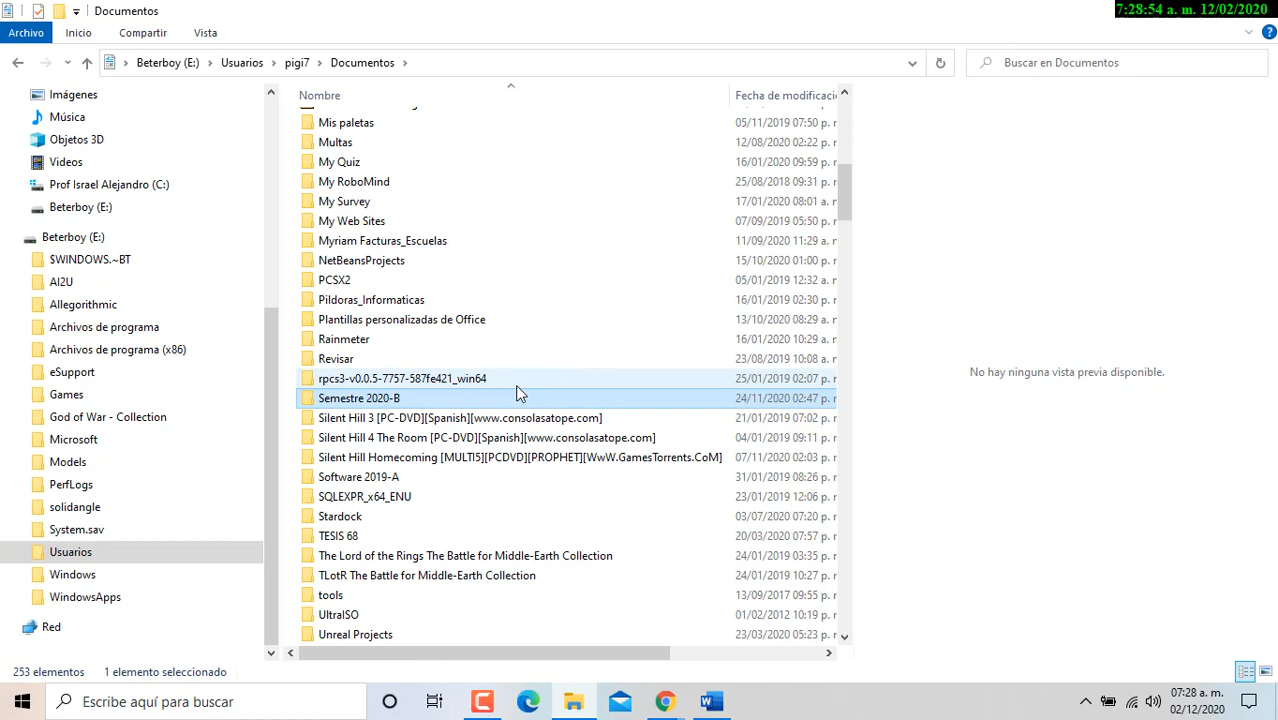 Documentos
7:28:54 a. m. 12/02/2020
Archivo Inicio Compartir Vista
Beterboy (E:) Usuarios pigi7 Documentos
Buscar en Documentos
Imágenes
Música
Objetos 3D
Videos
Prof Israel Alejandro (C:)
Beterboy (E:)
Beterboy (E:)
$WINDOWS.~BT
AI2U
Allegorithmic
Archivos de programa
Archivos de programa (x86)
eSupport
Games
God of War - Collection
Microsoft
Models
PerfLogs
solidangle
System.sav
Usuarios
Windows
WindowsApps
Red
Nombre Fecha de modificaci
Mis paletas 05/11/2019 07:50 p. r
Multas 12/08/2020 02:22 p. r
My Quiz 16/01/2020 09:59 p. r
My RoboMind 25/08/2018 09:31 p. r
My Survey 17/01/2020 08:01 a. r
My Web Sites 07/09/2019 05:50 p. r
Myriam Facturas_Escuelas 11/09/2020 11:29 a. r
NetBeansProjects 15/10/2020 01:00 p. r
PCSX2 05/01/2019 12:32 a. r
Pildoras_Informaticas 16/01/2020 02:30 p. r
Plantillas personalizadas de Office 13/10/2020 08:29 a. r
Rainmeter 16/01/2020 10:29 a. r
Revisar 23/08/2019 10:08 a. r
rpcs3-v0.0.5-7757-587fe421_win64 25/01/2019 02:07 p. r
Semestre 2020-B 24/11/2020 02:47 p. r
Silent Hill 3 [PC-DVD][Spanish][www.consolasatope.com] 21/01/2019 07:02 p. r
Silent Hill 4 The Room [PC-DVD][Spanish][www.consolasatope.com] 04/01/2019 09:11 p. r
Silent Hill Homecoming [MULTI5][PCDVD][PROPHET][WwW.GamesTorrents.CoM] 07/11/2020 02:03 p. r
Software 2019-A 31/01/2019 08:26 a. r
SQLEXPR_x64_ENU 23/01/2019 12:06 p. r
Stardock 03/07/2020 07:20 p. r
TESIS 68 20/03/2020 07:57 p. r
The Lord of the Rings The Battle for Middle-Earth Collection 24/01/2019 03:35 p. r
TLotR The Battle for Middle-Earth Collection 24/01/2019 10:27 p. r
tools 13/09/2017 09:55 p. r
UltraISO 01/02/2012 10:19 p. r
Unreal Projects 23/03/2020 05:23 p. r
No hay ninguna vista previa disponible.
253 elementos 1 elemento seleccionado
Escribe aquí para buscar
07:28 a. m.
02/12/2020